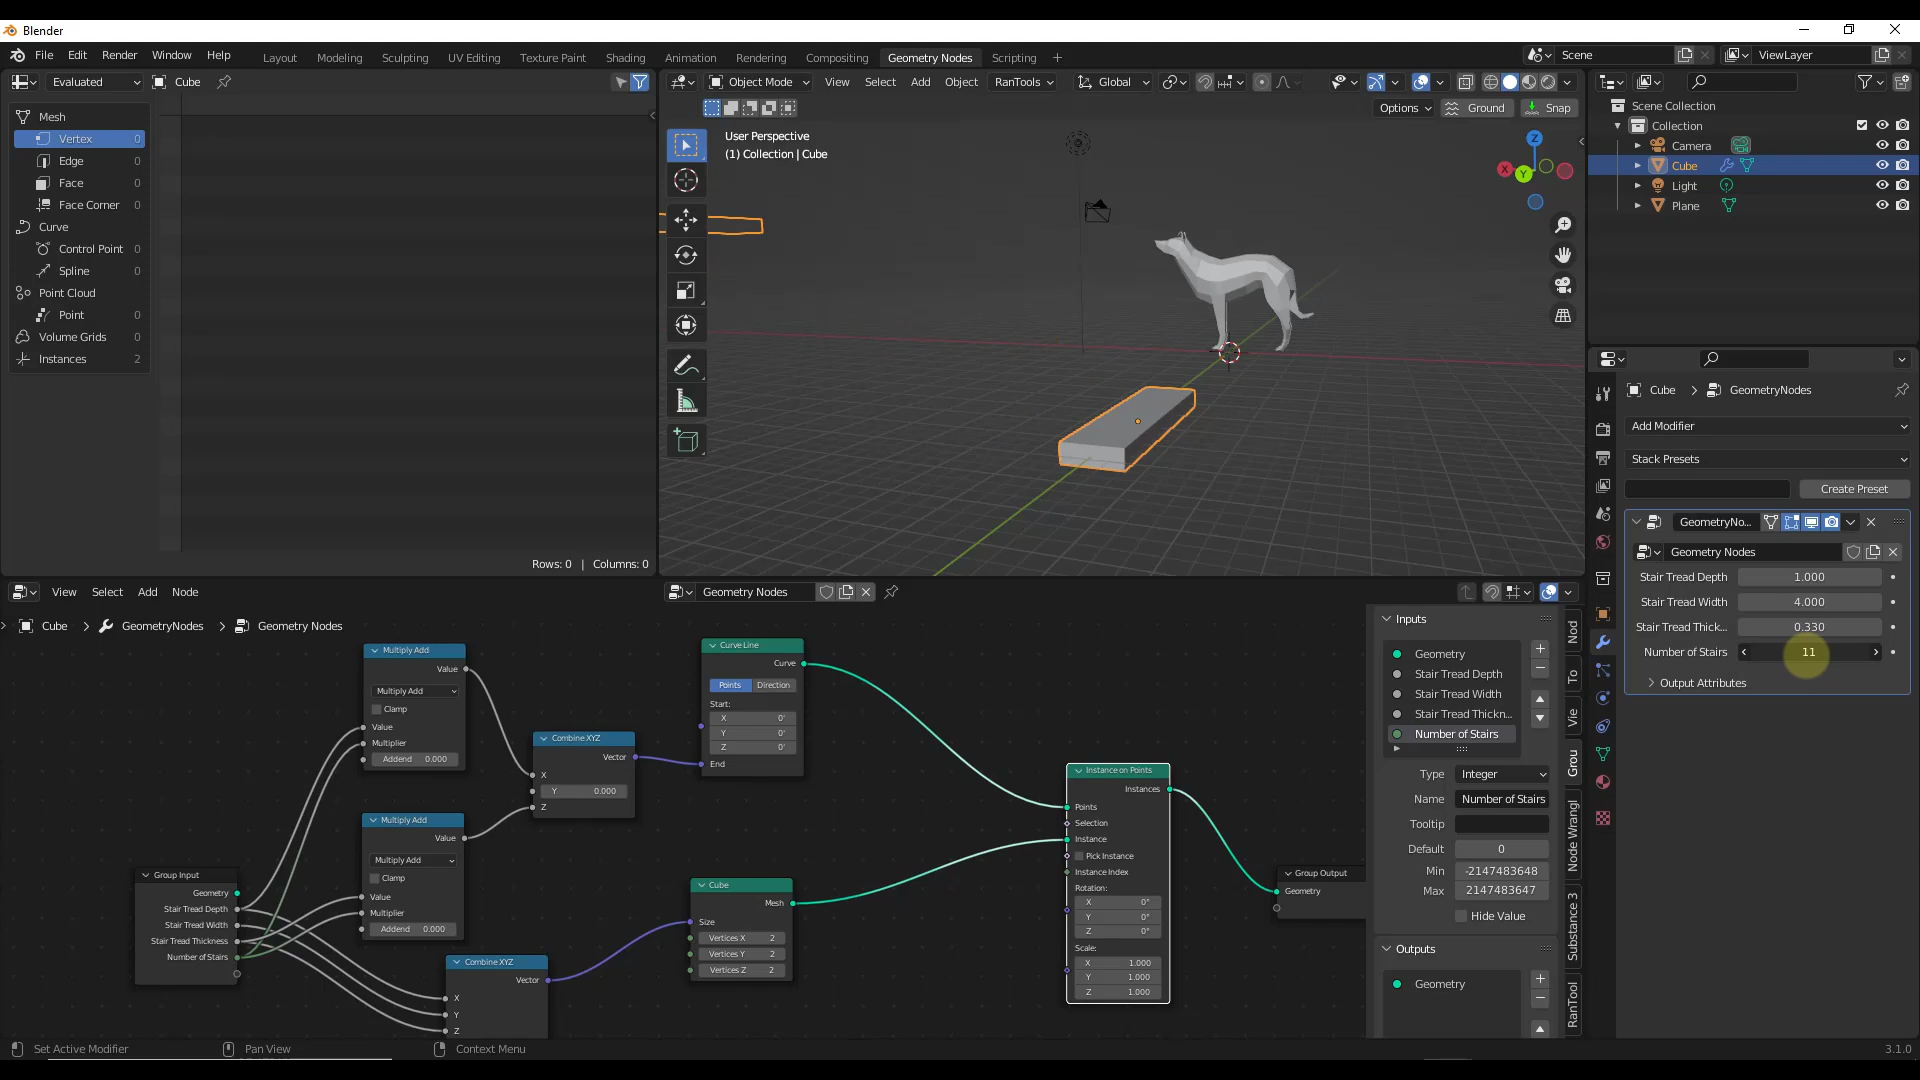 Blender
File Edit Render Window Help
Layout Modeling Sculpting UV Editing Texture Paint Shading Animation Rendering Compositing Geometry Nodes Scripting +
Scene
ViewLayer
Evaluated Cube
Object Mode View Select Add Object RanTools Global
Options Ground Snap
Mesh
Vertex 0
Edge 0
Face 0
Face Corner 0
Curve
Control Point 0
Spline 0
Point Cloud
Point 0
Volume Grids 0
Instances 2
Rows: 0 | Columns: 0
User Perspective
(1) Collection | Cube
Z
X
Y
Scene Collection
Collection
Camera
Cube
Light
Plane
Cube > GeometryNodes
Add Modifier
Stack Presets
Create Preset
GeometryNo...
Geometry Nodes
Stair Tread Depth 1.000
Stair Tread Width 4.000
Stair Tread Thick... 0.330
Number of Stairs 11
Output Attributes
View Select Add Node
Geometry Nodes
Cube > GeometryNodes > Geometry Nodes
Multiply Add
Value
Multiply Add
Clamp
Value
Multiplier
Addend 0.000
Multiply Add
Value
Multiply Add
Clamp
Value
Multiplier
Addend 0.000
Group Input
Geometry
Stair Tread Depth
Stair Tread Width
Stair Tread Thickness
Number of Stairs
Combine XYZ
Vector
X
Y 0.000
Z
Combine XYZ
Vector
X
Y
Z
Curve Line
Curve
Points Direction
Start:
X 0'
Y 0'
Z 0'
End
Cube
Mesh
Size
Vertices X 2
Vertices Y 2
Vertices Z 2
Instance on Points
Instances
Points
Selection
Instance
Pick Instance
Instance Index
Rotation:
X 0°
Y 0°
Z 0°
Scale:
X 1.000
Y 1.000
Z 1.000
Group Output
Geometry
Inputs
Geometry
Stair Tread Depth
Stair Tread Width
Stair Tread Thickn...
Number of Stairs
Type Integer
Name Number of Stairs
Tooltip
Default 0
Min -2147483648
Max 2147483647
Hide Value
Outputs
Geometry
Nod
To
Vie
Grou
Node Wrangl
Substance 3
RanTool
Set Active Modifier
Pan View
Context Menu
3.1.0